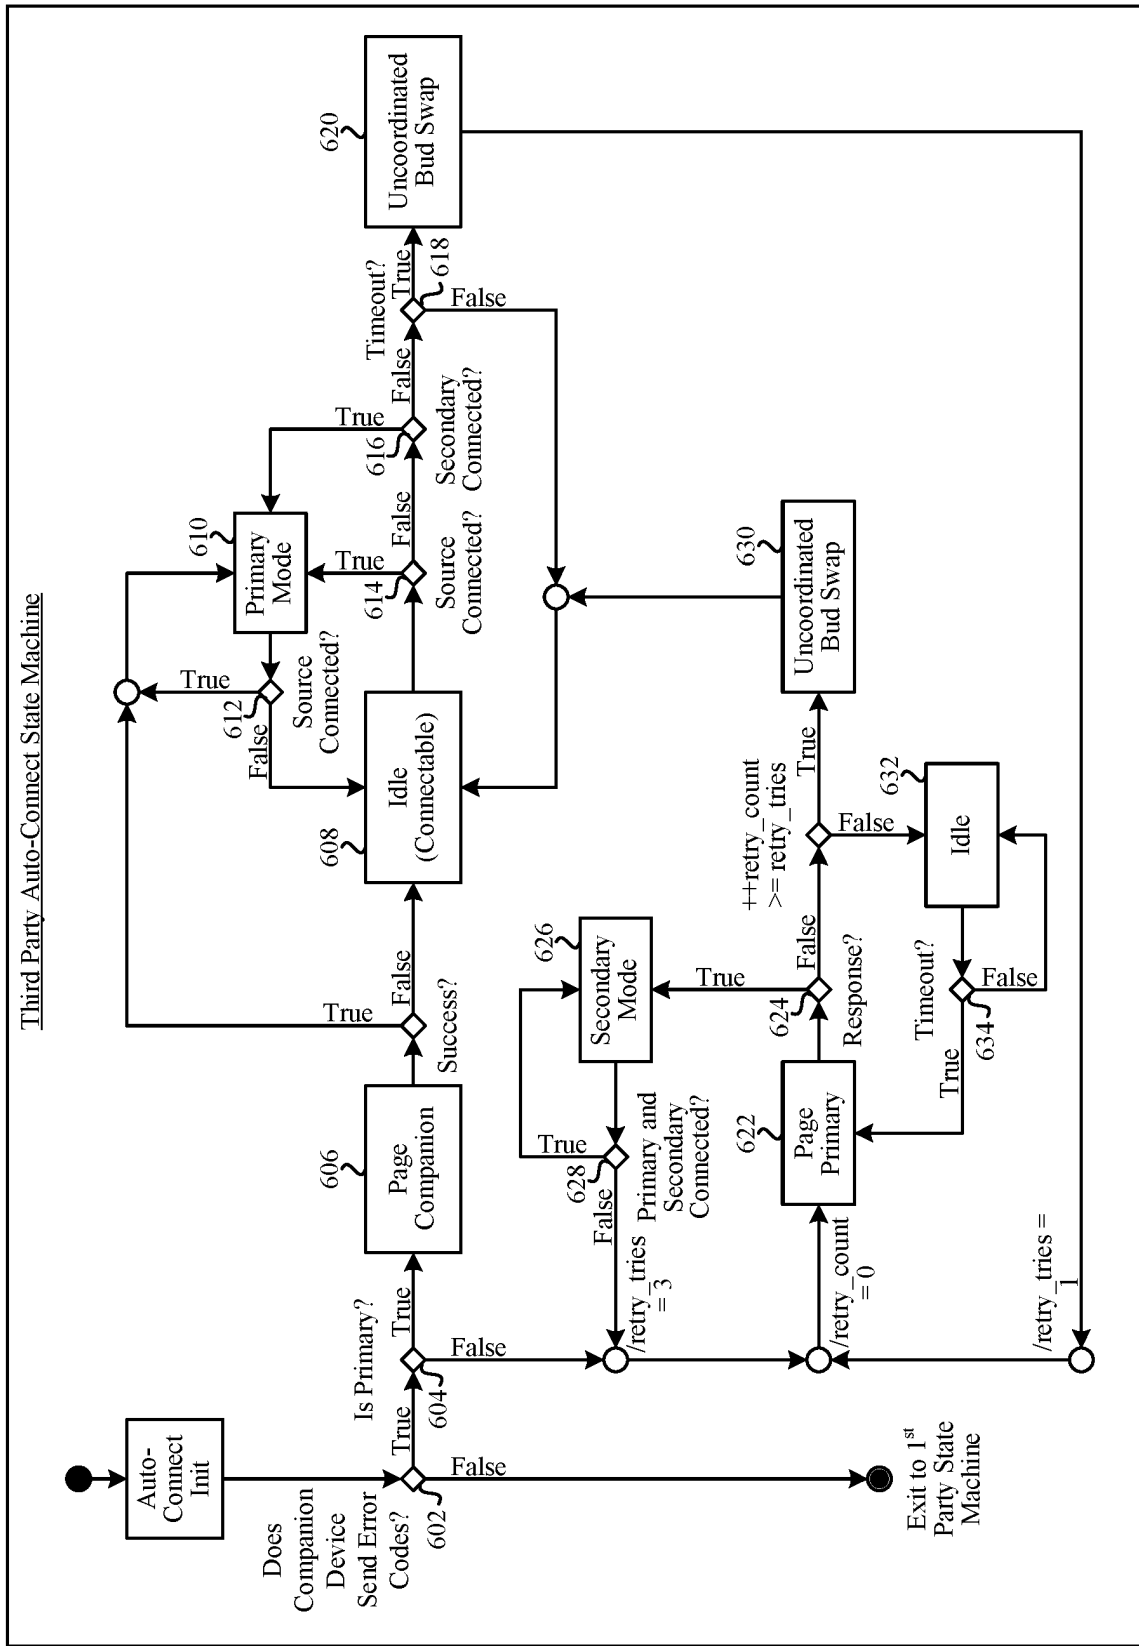 Third Party Auto-Connect State Machine
Auto-
Connect
Init
Does
Companion
Device
Send Error
Codes?
602
True
False
Exit to 1st
Party State
Machine
Is Primary?
604
True
False
606
Page
Companion
Success?
True
False
608
Idle
(Connectable)
610
Primary
Mode
612
Source
Connected?
True
False
614
Source
Connected?
True
False
616
Secondary
Connected?
True
False
Timeout?
618
True
False
620
Uncoordinated
Bud Swap
/retry_tries
= 3
/retry_count
= 0
/retry_tries =
1
622
Page
Primary
624
Response?
True
False
626
Secondary
Mode
628
Primary and
Secondary
Connected?
True
False
++retry_count
>= retry_tries
True
False
630
Uncoordinated
Bud Swap
632
Idle
Timeout?
634
True
False